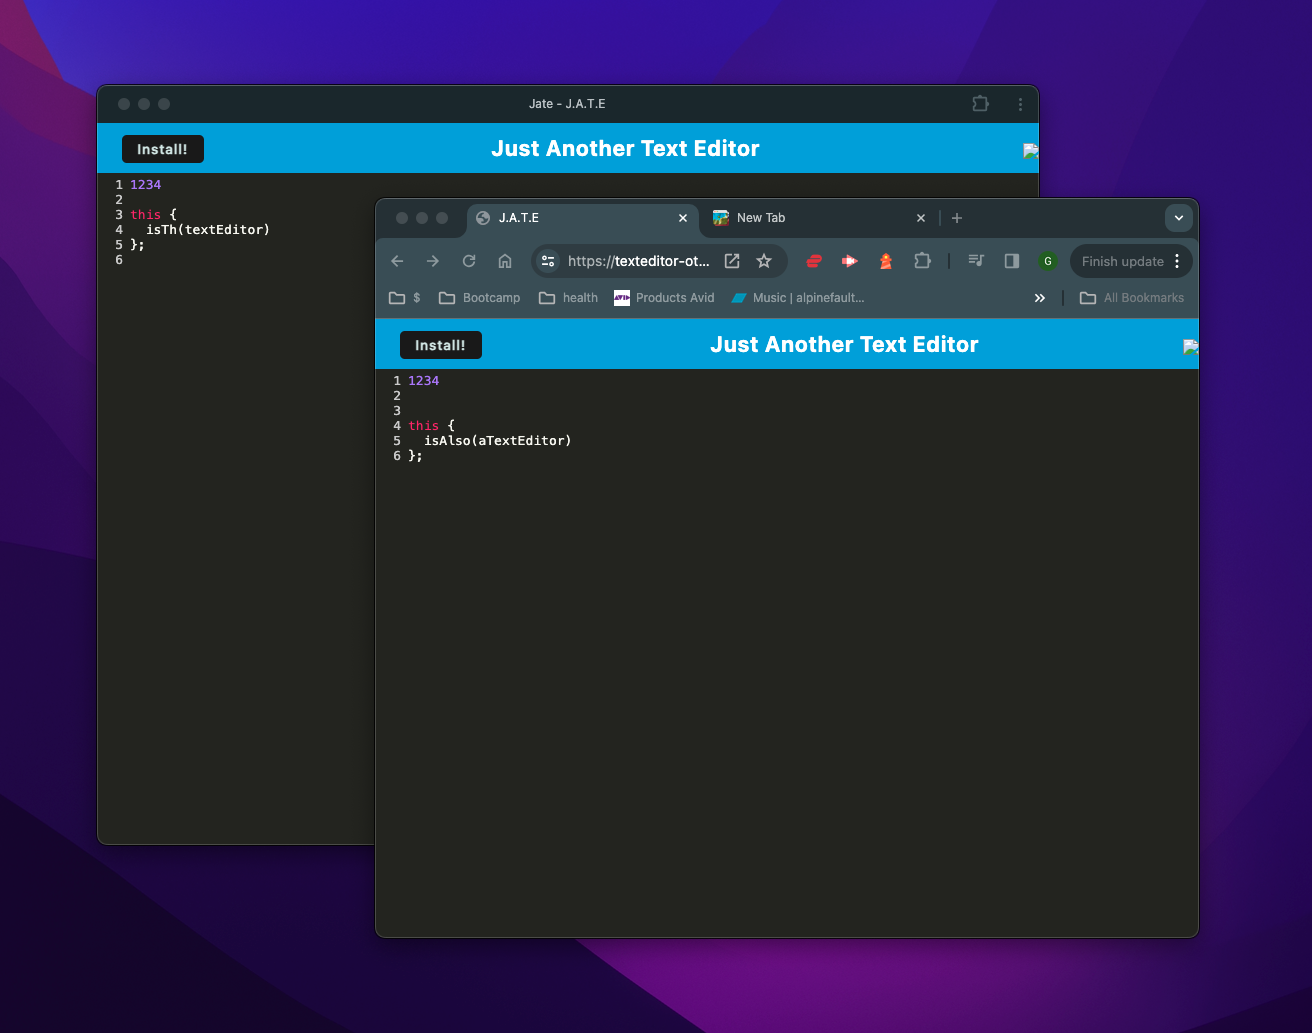 Jate - J.A.T.E
Install!
Just Another Text Editor
1 1234
2
3 this {
4   isTh(textEditor)
5 };
6
J.A.T.E
New Tab
https://texteditor-ot...
G
Finish update
$
Bootcamp
health
AVID
Products Avid
Music | alpinefault...
»
All Bookmarks
Install!
Just Another Text Editor
1 1234
2
3
4 this {
5   isAlso(aTextEditor)
6 };